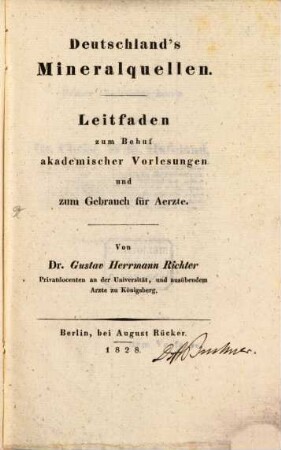 Deutschland's
Mineralquellen.
Leitfaden
zum Behuf
akademischer Vorlesungen
und
zum Gebrauch für Aerzte.
Von
Dr. Gustav Herrmann Richter
Privatdocenten an der Universität, und ausübendem
Arzte zu Königsberg.
Berlin, bei August Rücker.
1828.